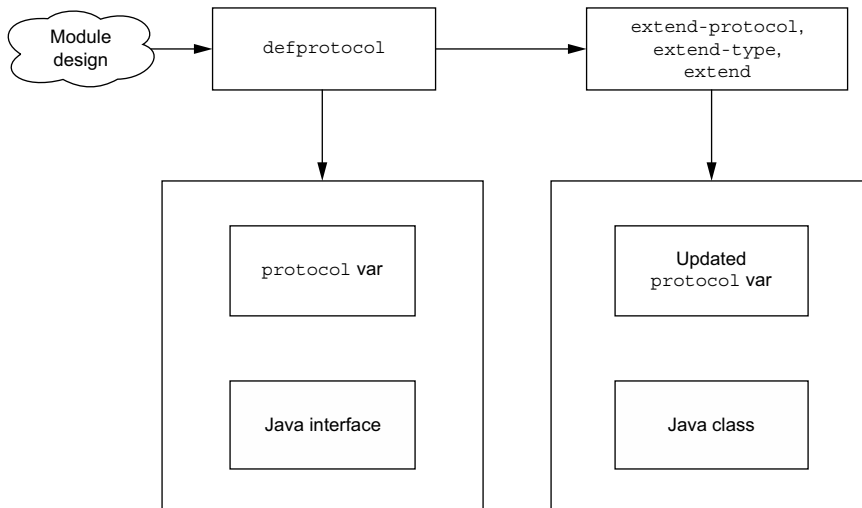 Module
design
defprotocol
extend-protocol,
extend-type,
extend
protocol var
Updated
protocol var
Java interface
Java class